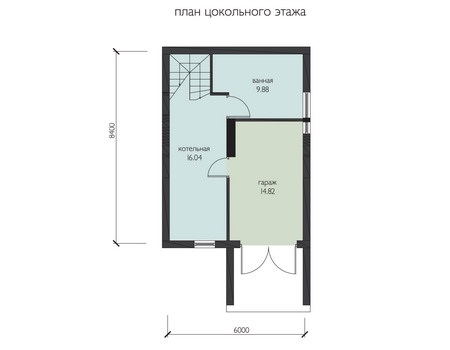 план цокольного этажа
ванная
9.88
8400
котельная
16.04
гараж
14.82
6000